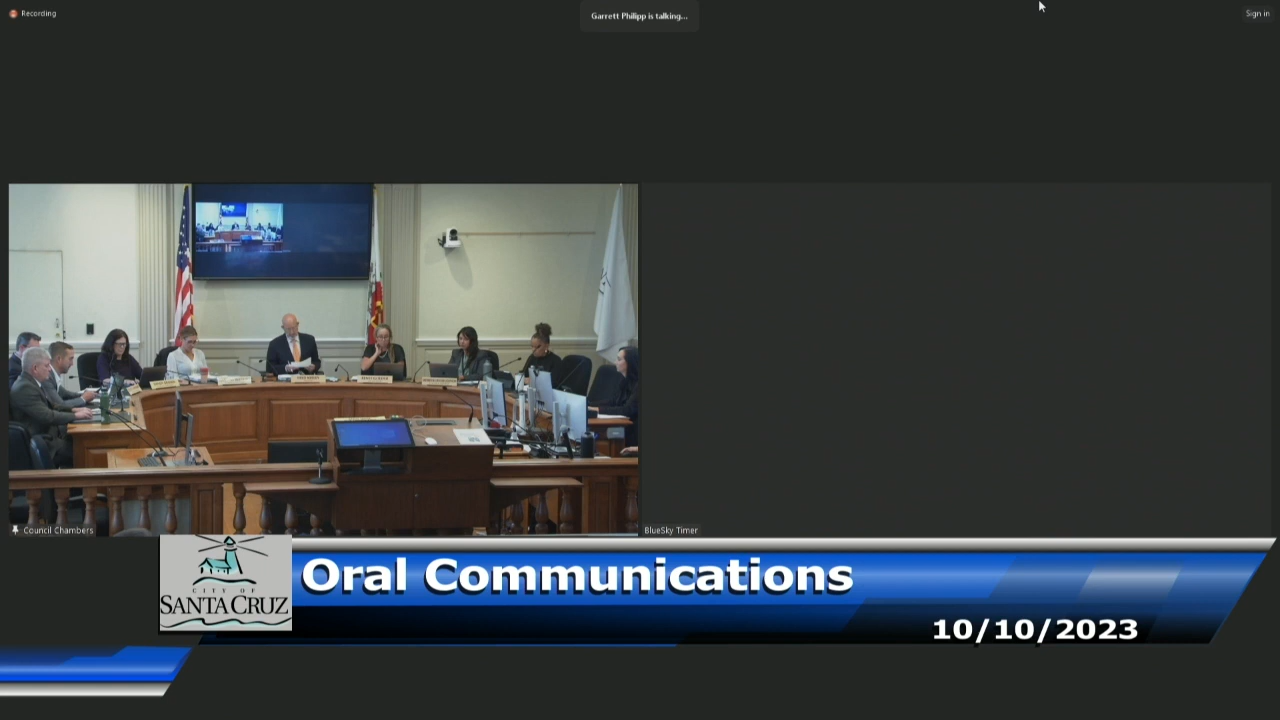 Recording
Garrett Philipp is talking...
Sign in
Council Chambers
BlueSky Timer
CITY OF
SANTA CRUZ
Oral Communications
10/10/2023